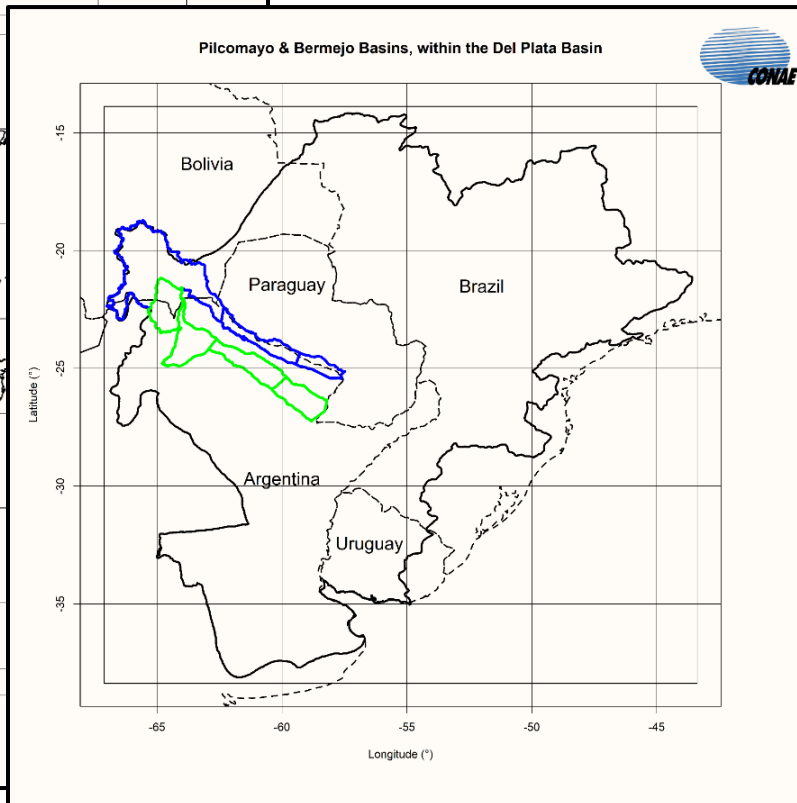 Pilcomayo & Bermejo Basins, within the Del Plata Basin
CONAE
Bolivia
Paraguay
Brazil
Argentina
Uruguay
-15
-20
-25
-30
-35
Latitude (°)
-65
-60
-55
-50
-45
Longitude (°)